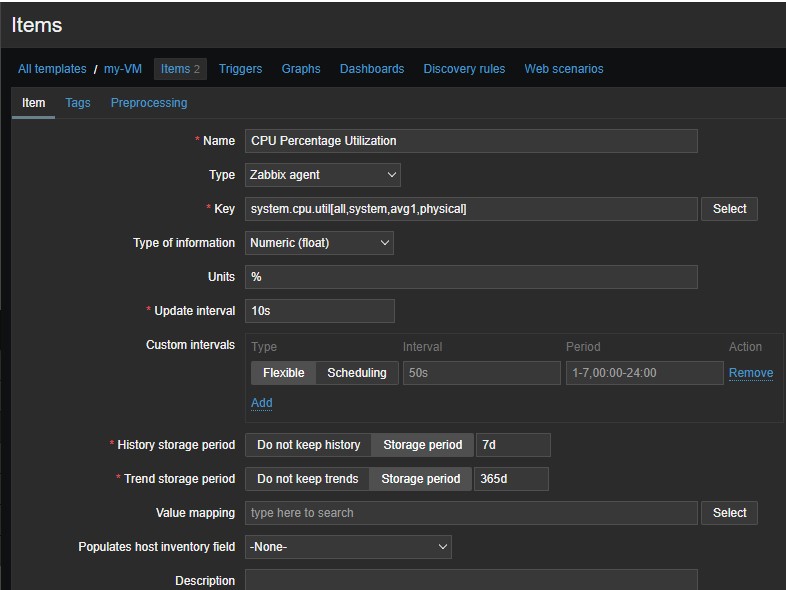 Items
All templates / my-VM Items 2 Triggers Graphs Dashboards Discovery rules Web scenarios
Item Tags Preprocessing
* Name CPU Percentage Utilization
Type Zabbix agent
* Key system.cpu.util[all,system,avg1,physical] Select
Type of information Numeric (float)
Units %
* Update interval 10s
Custom intervals Type Interval Period Action
Flexible Scheduling 50s 1-7,00:00-24:00 Remove
Add
* History storage period Do not keep history Storage period 7d
* Trend storage period Do not keep trends Storage period 365d
Value mapping type here to search Select
Populates host inventory field -None-
Description